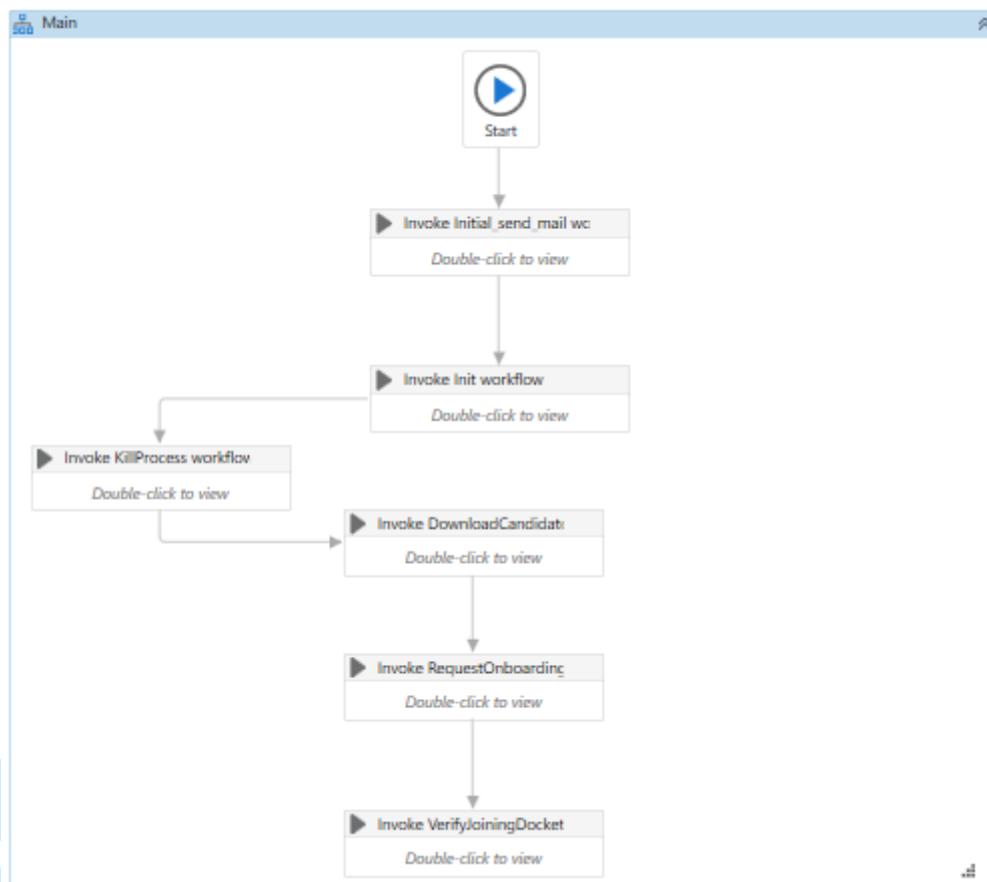 Main
Start
Invoke Initial_send_mail wc
Double-click to view
Invoke Init workflow
Double-click to view
Invoke KillProcess workflov
Double-click to view
Invoke DownloadCandidat
Double-click to view
Invoke RequestOnboarding
Double-click to view
Invoke VerifyJoiningDocket
Double-click to view